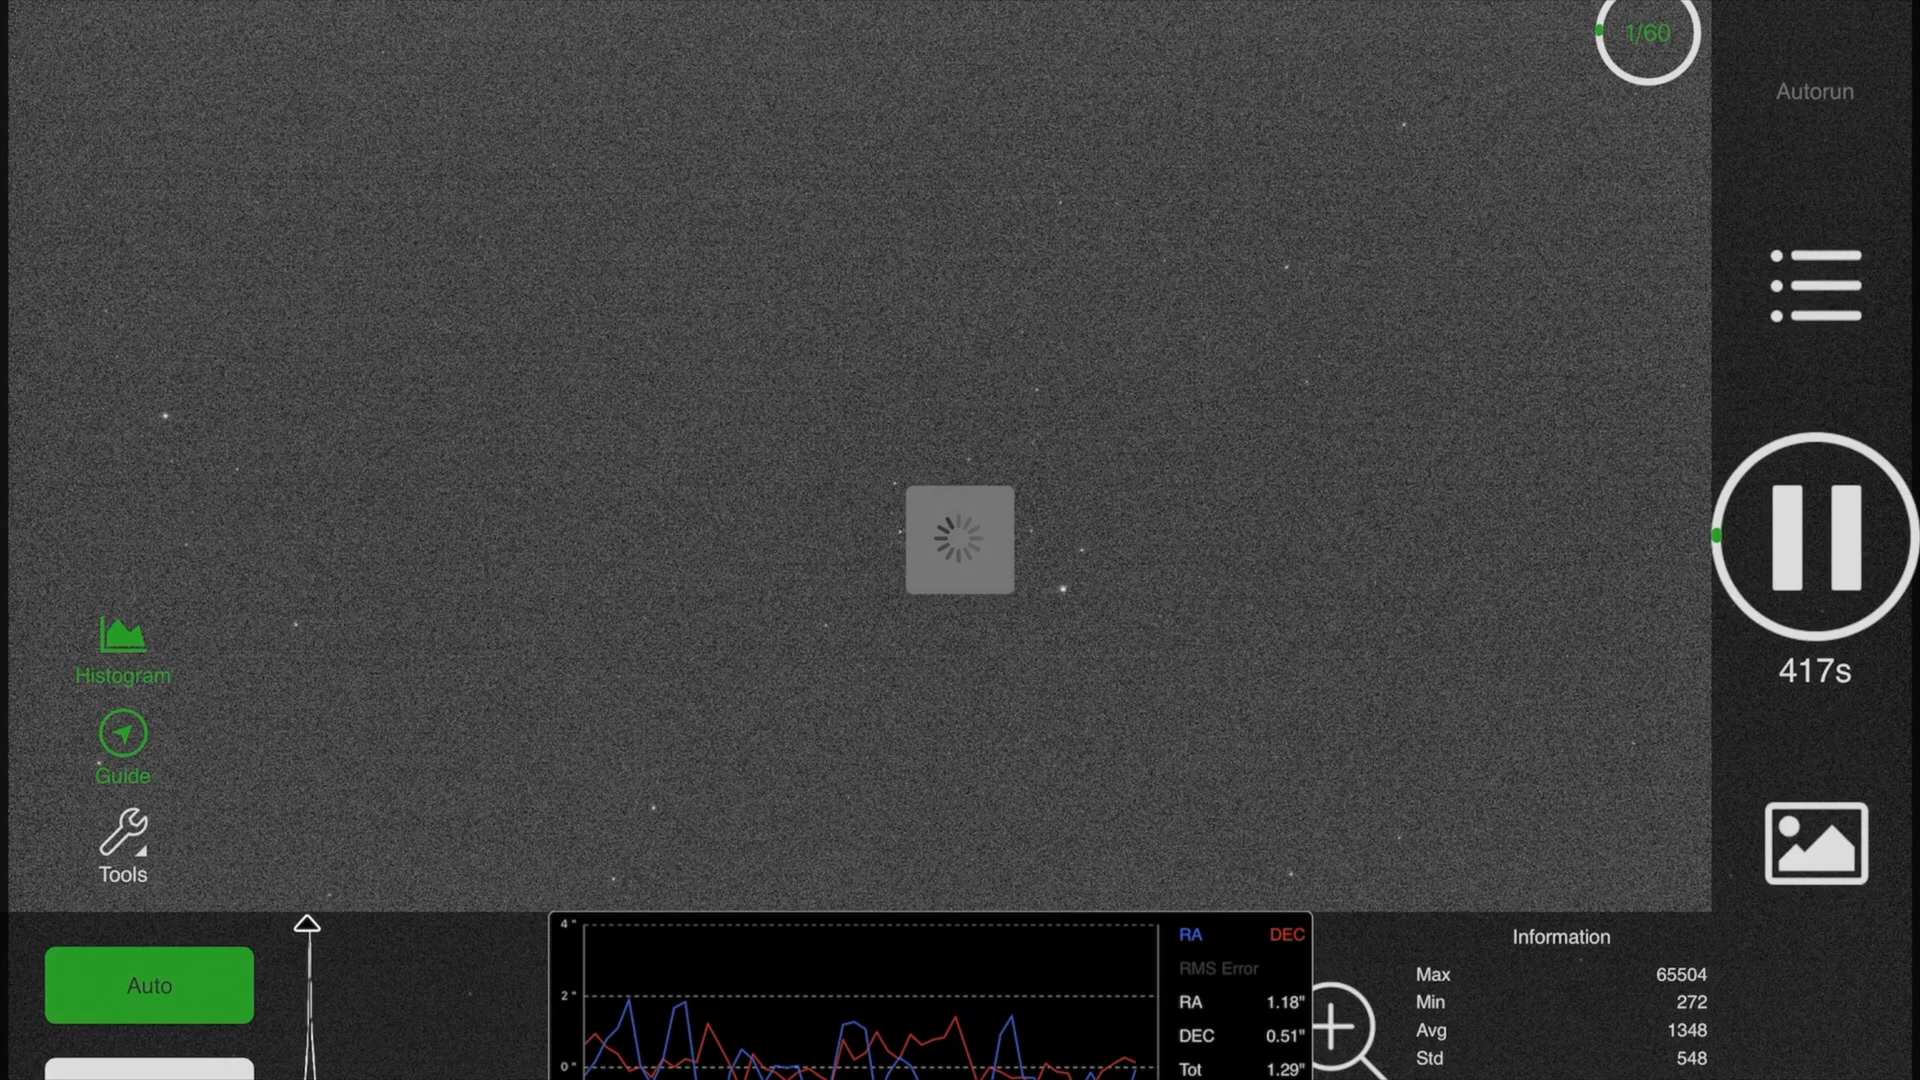 1/60
Autorun
417s
Histogram
Guide
Tools
Auto
4"
2"
0"
RA DEC
RMS Error
RA 1.18"
DEC 0.51"
Tot 1.29"
Information
Max 65504
Min 272
Avg 1348
Std 548